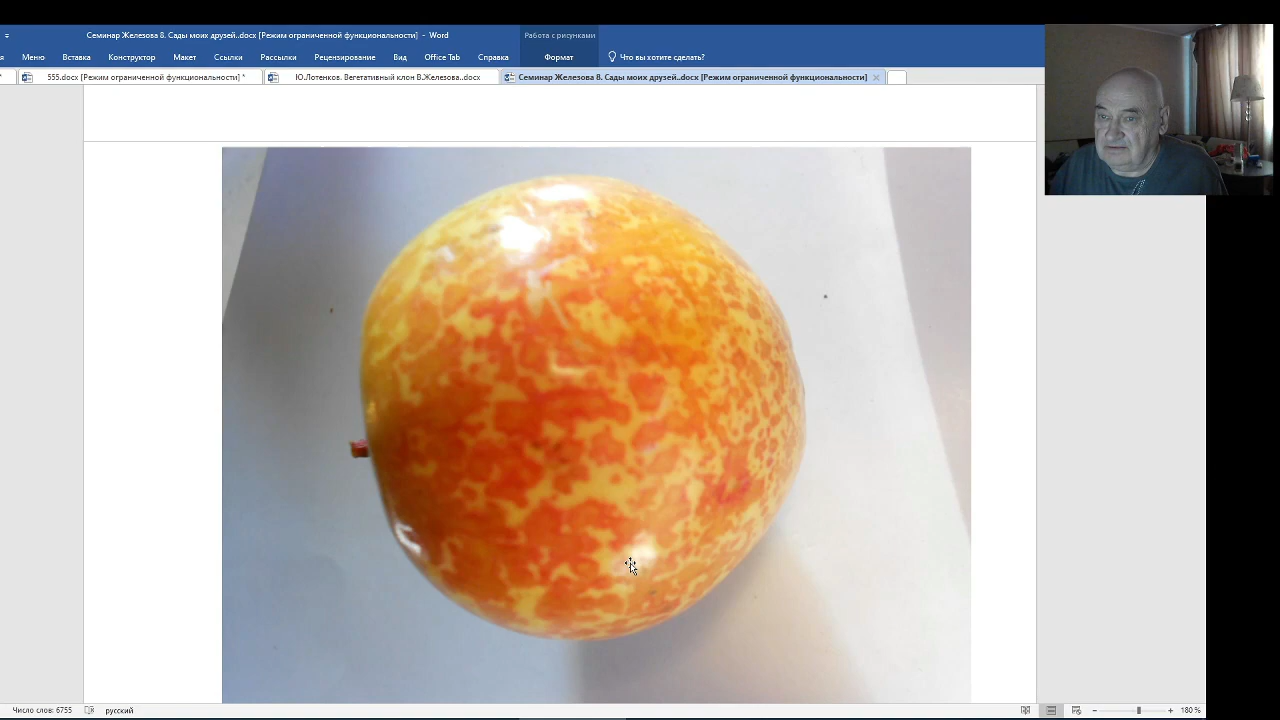 Семинар Железова 8. Сады моих друзей..docx [Режим ограниченной функциональности] - Word
Работа с рисунками
Меню Вставка Конструктор Макет Ссылки Рассылки Рецензирование Вид Office Tab Справка Формат Что вы хотите сделать?
555.docx [Режим ограниченной функциональности] * Ю.Лотенков. Вегетативный клон В.Железова..docx Семинар Железова 8. Сады моих друзей..docx [Режим ограниченной функциональности]
Число слов: 6755 русский 180 %